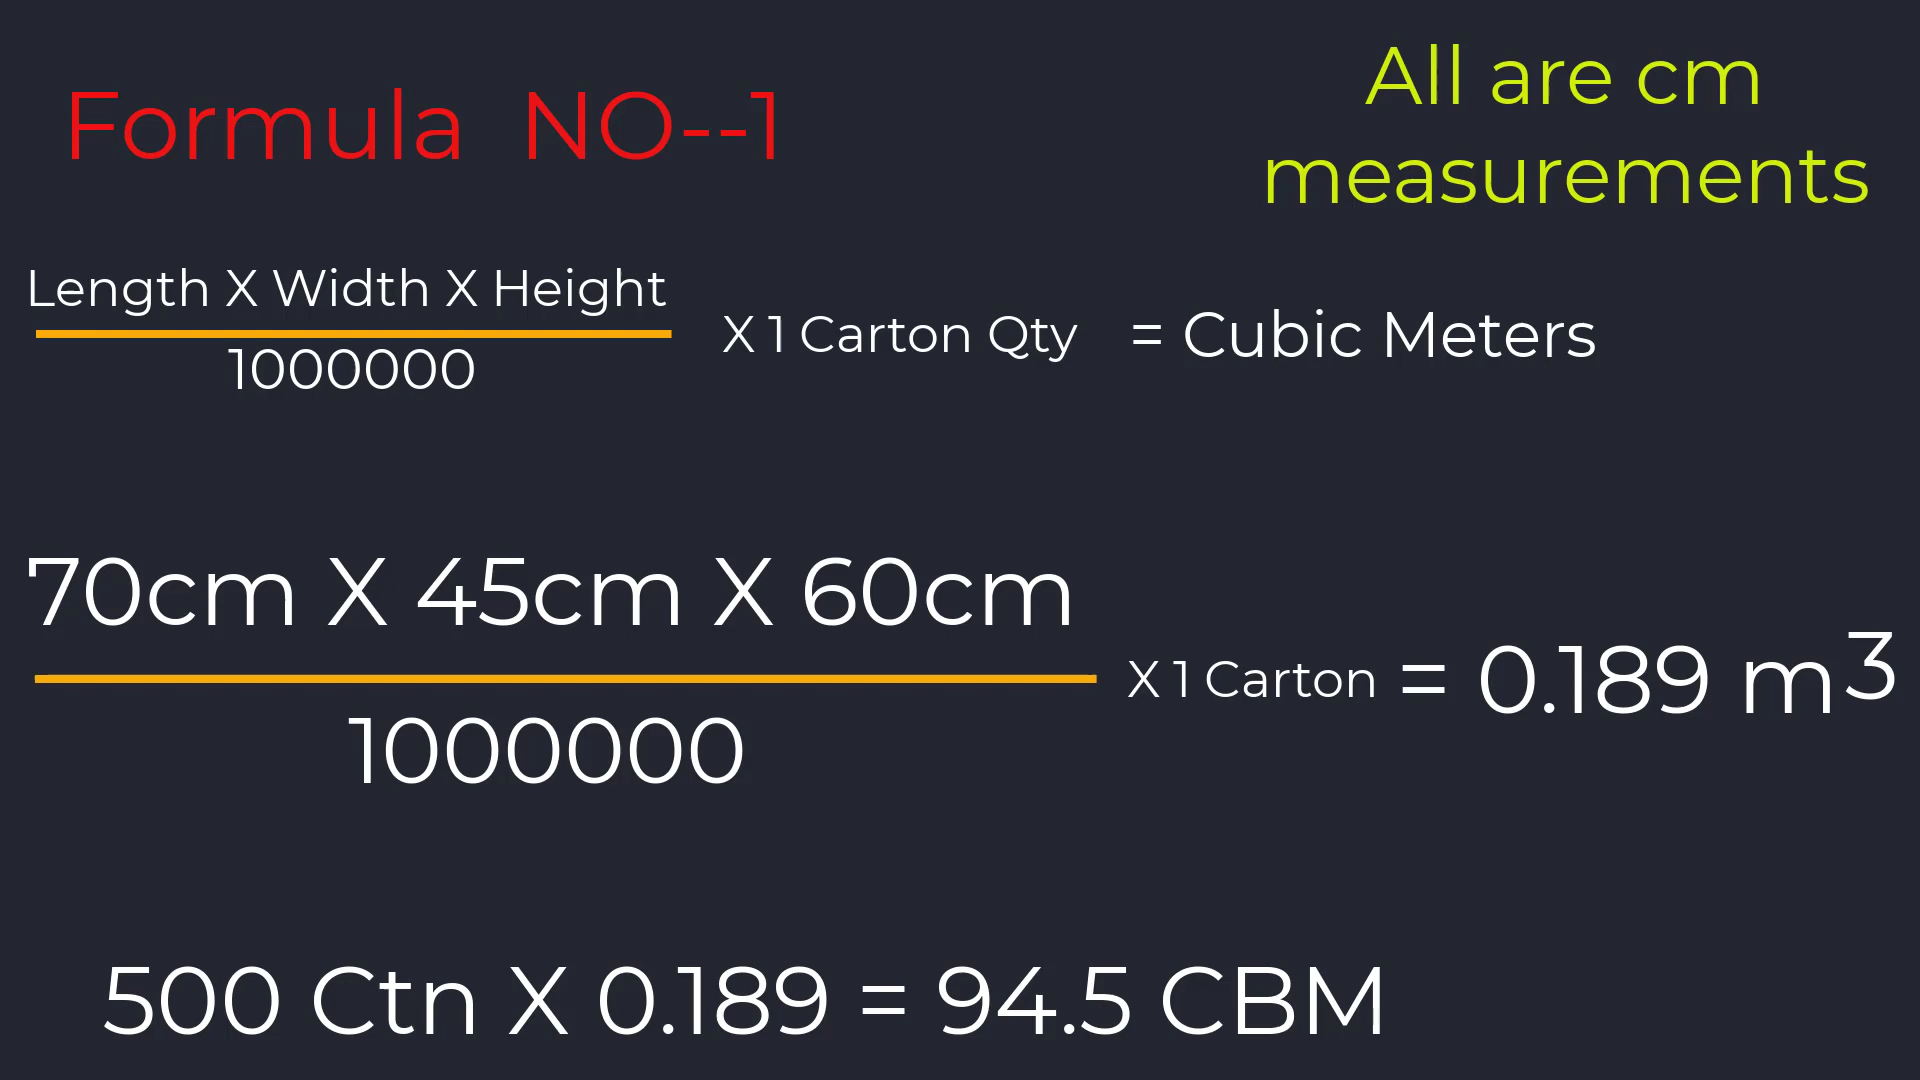 Formula NO--1
All are cm
measurements
Length X Width X Height
1000000
X 1 Carton Qty = Cubic Meters
70cm X 45cm X 60cm
1000000
X 1 Carton = 0.189 m3
500 Ctn X 0.189 = 94.5 CBM